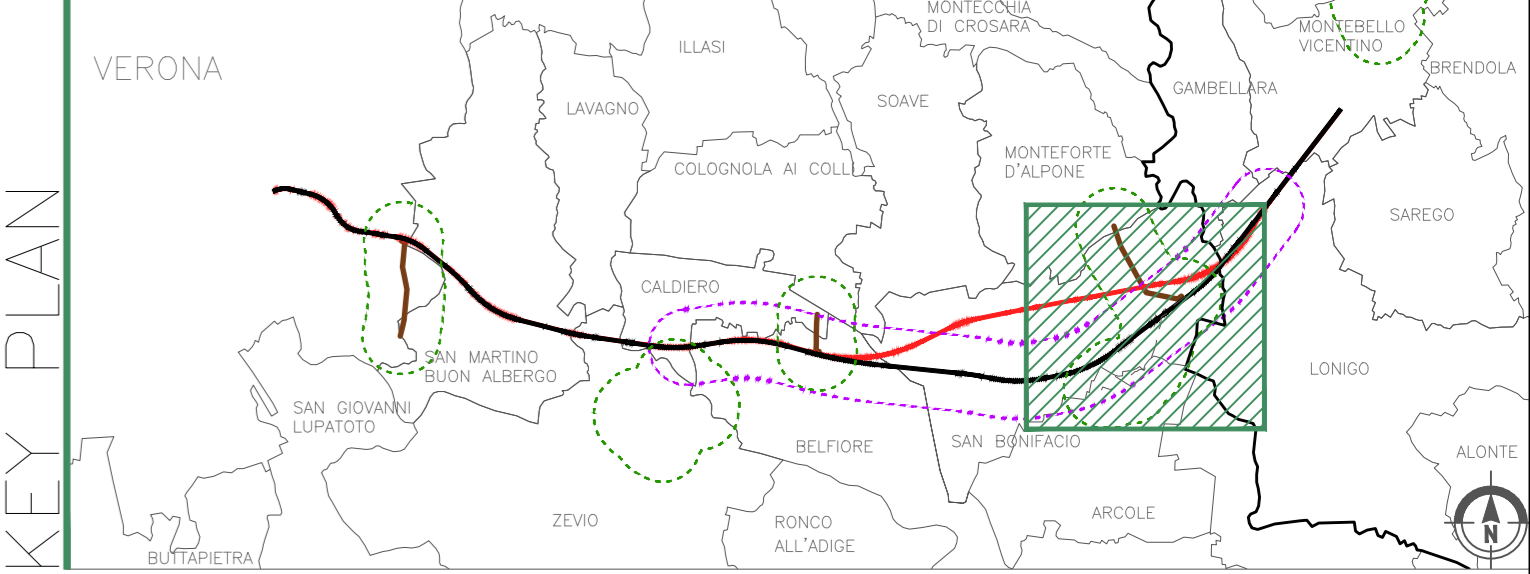 KEY PLAN
VERONA
ILLASI
MONTECCHIA
DI CROSARA
MONTEBELLO
VICENTINO
BRENDOLA
GAMBELLARA
LAVAGNO
SOAVE
MONTEFORTE
D'ALPONE
COLOGNOLA AI COLLI
SAREGO
CALDIERO
SAN MARTINO
BUON ALBERGO
LONIGO
SAN GIOVANNI
LUPATOTO
BELFIORE
SAN BONIFACIO
ALONTE
ZEVIO
RONCO
ALL'ADIGE
ARCOLE
N
BUTTAPIETRA